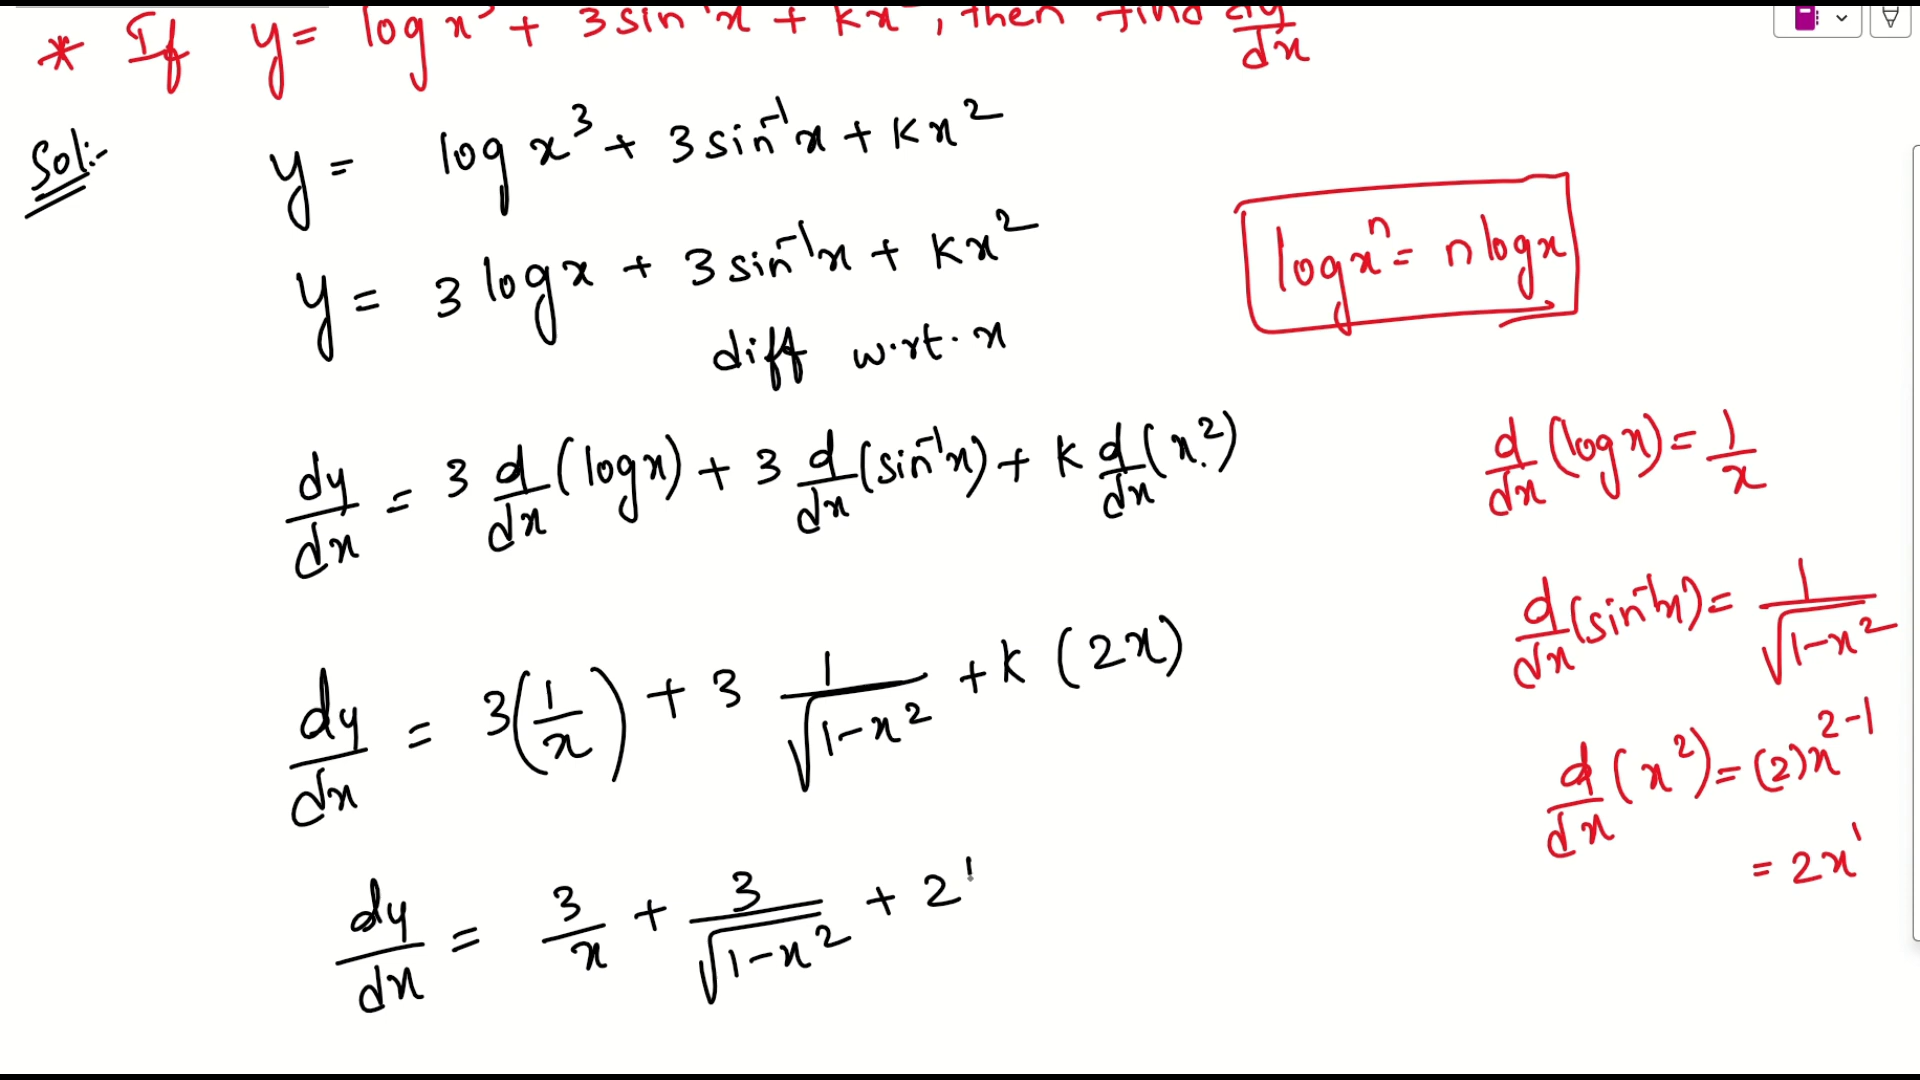 * If y = log x³ + 3 sin⁻¹x + kx², then find dy/dx
Sol:-
y = log x³ + 3 sin⁻¹x + kx²
y = 3 log x + 3 sin⁻¹x + kx²
log xⁿ = n log x
diff w.r.t. x
dy/dx = 3 d/dx (log x) + 3 d/dx (sin⁻¹x) + k d/dx (x²)
d/dx (log x) = 1/x
d/dx (sin⁻¹x) = 1/√(1-x²)
dy/dx = 3(1/x) + 3 1/√(1-x²) + k (2x)
d/dx (x²) = (2)x²⁻¹
= 2x¹
dy/dx = 3/x + 3/√(1-x²) + 2